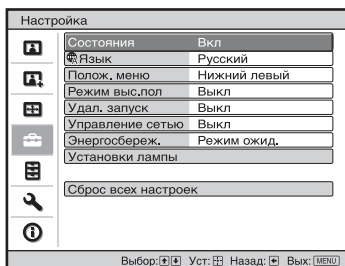 Настройка
Состояния Вкл
Язык Русский
Полож. меню Нижний левый
Режим выс.пол Выкл
Удал. запуск Выкл
Управление сетью Выкл
Энергосбереж. Режим ожид.
Установки лампы
Сброс всех настроек
Выбор: Уст: Назад: Вых: MENU